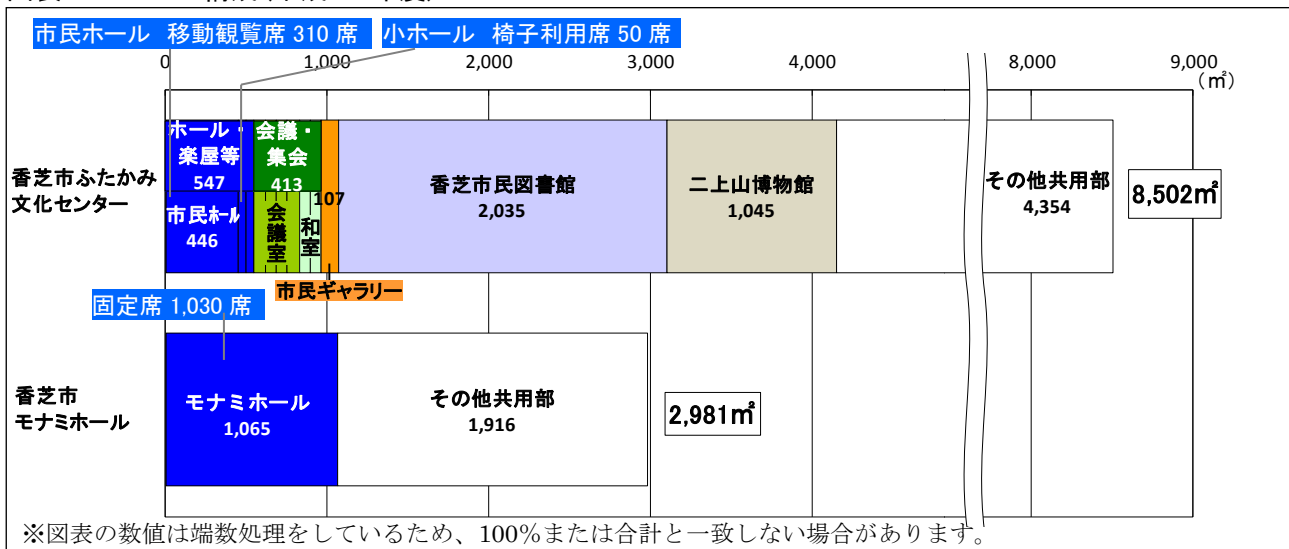 市民ホール 移動観覧席 310 席
小ホール 椅子利用席 50 席
0 1,000 2,000 3,000 4,000 8,000 9,000
(㎡)
香芝市ふたかみ
文化センター
ホール・
楽屋等
547
会議・
集会
413
市民ホール
446
会議室
和室
107
市民ギャラリー
香芝市民図書館
2,035
二上山博物館
1,045
その他共用部
4,354
8,502㎡
固定席 1,030 席
香芝市
モナミホール
モナミホール
1,065
その他共用部
1,916
2,981㎡
※図表の数値は端数処理をしているため、100%または合計と一致しない場合があります。